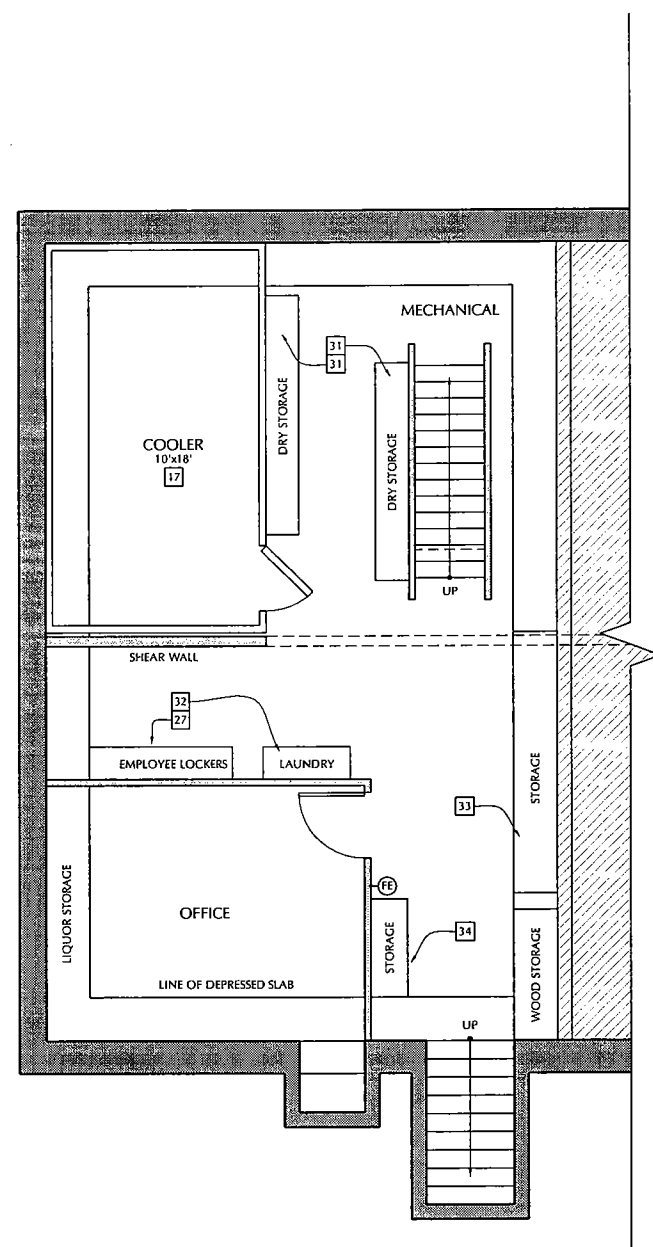 MECHANICAL
31
31
DRY STORAGE
DRY STORAGE
COOLER
10'x18'
17
UP
SHEAR WALL
32
27
EMPLOYEE LOCKERS
LAUNDRY
STORAGE
33
FE
LIQUOR STORAGE
OFFICE
STORAGE
34
WOOD STORAGE
LINE OF DEPRESSED SLAB
UP